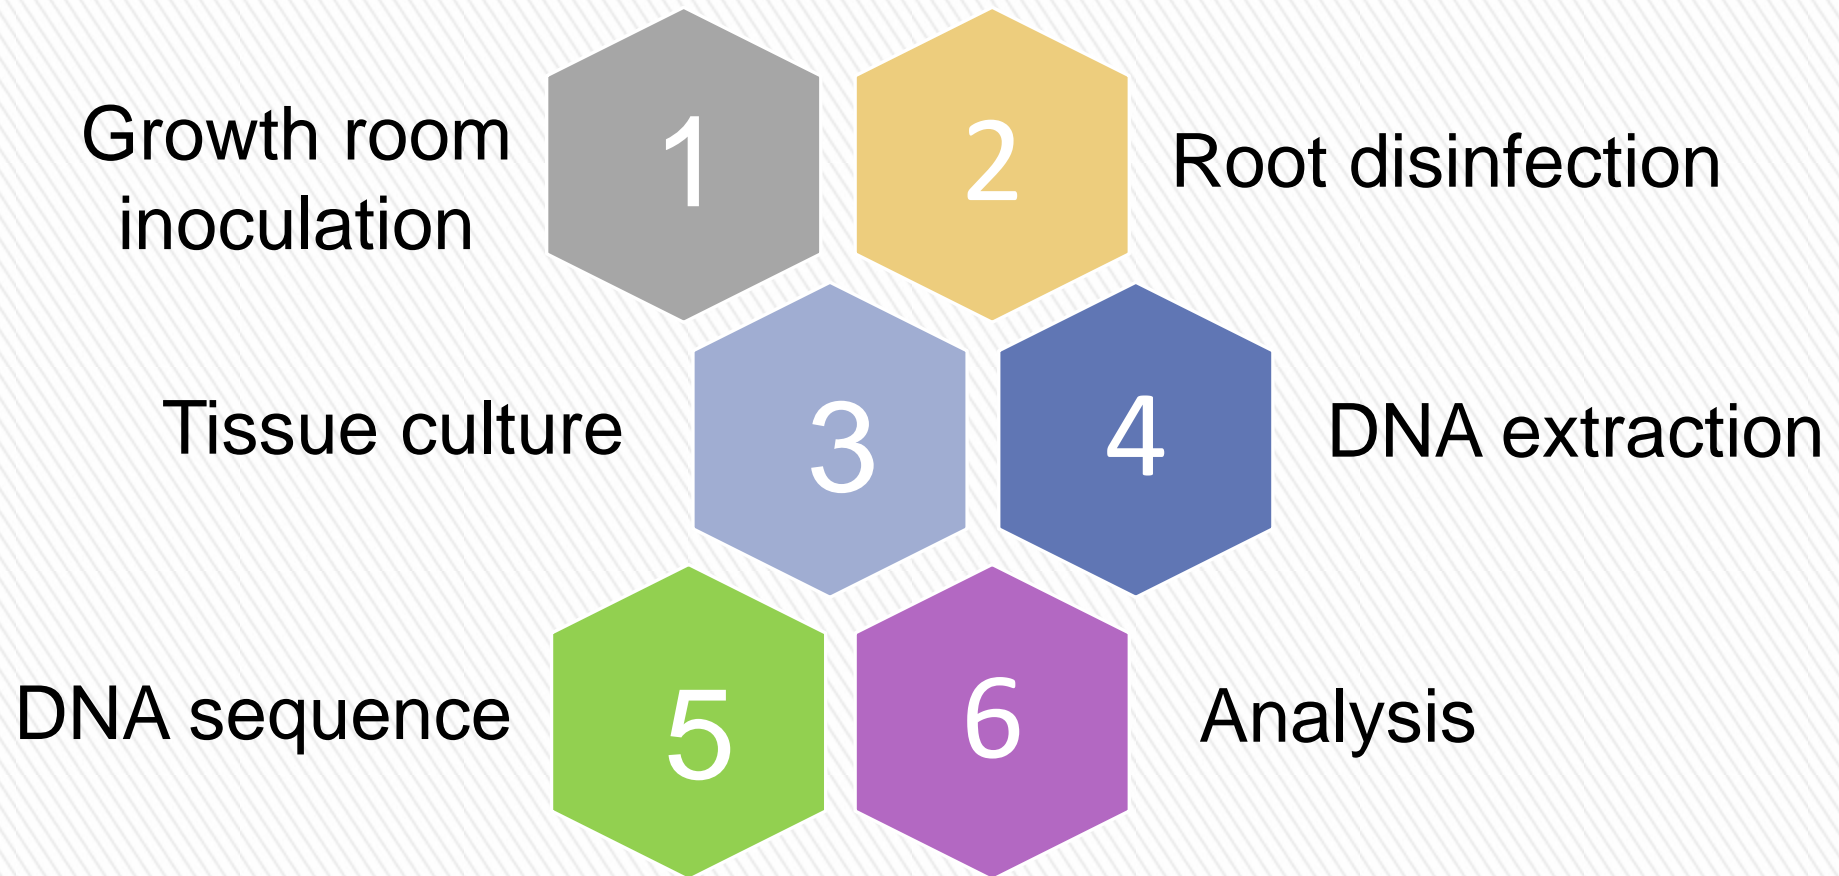 Growth room
inoculation
1
2
Root disinfection
Tissue culture
3
4
DNA extraction
DNA sequence
5
6
Analysis